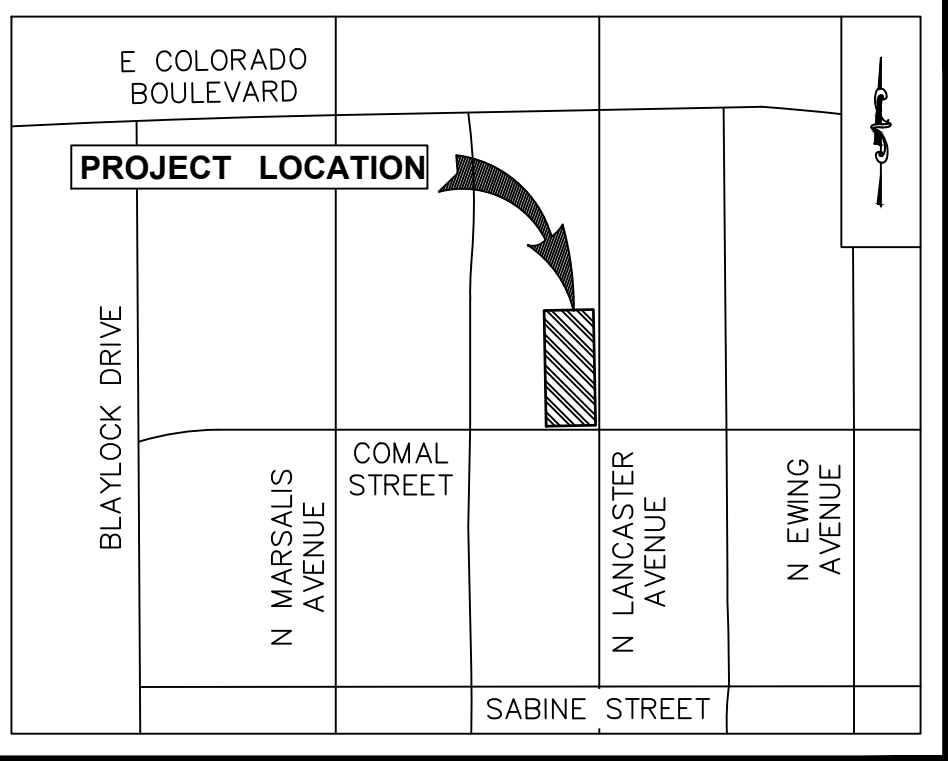 E COLORADO
BOULEVARD
PROJECT LOCATION
BLAYLOCK DRIVE
N MARSALIS
AVENUE
COMAL
STREET
N LANCASTER
AVENUE
N EWING
AVENUE
SABINE STREET